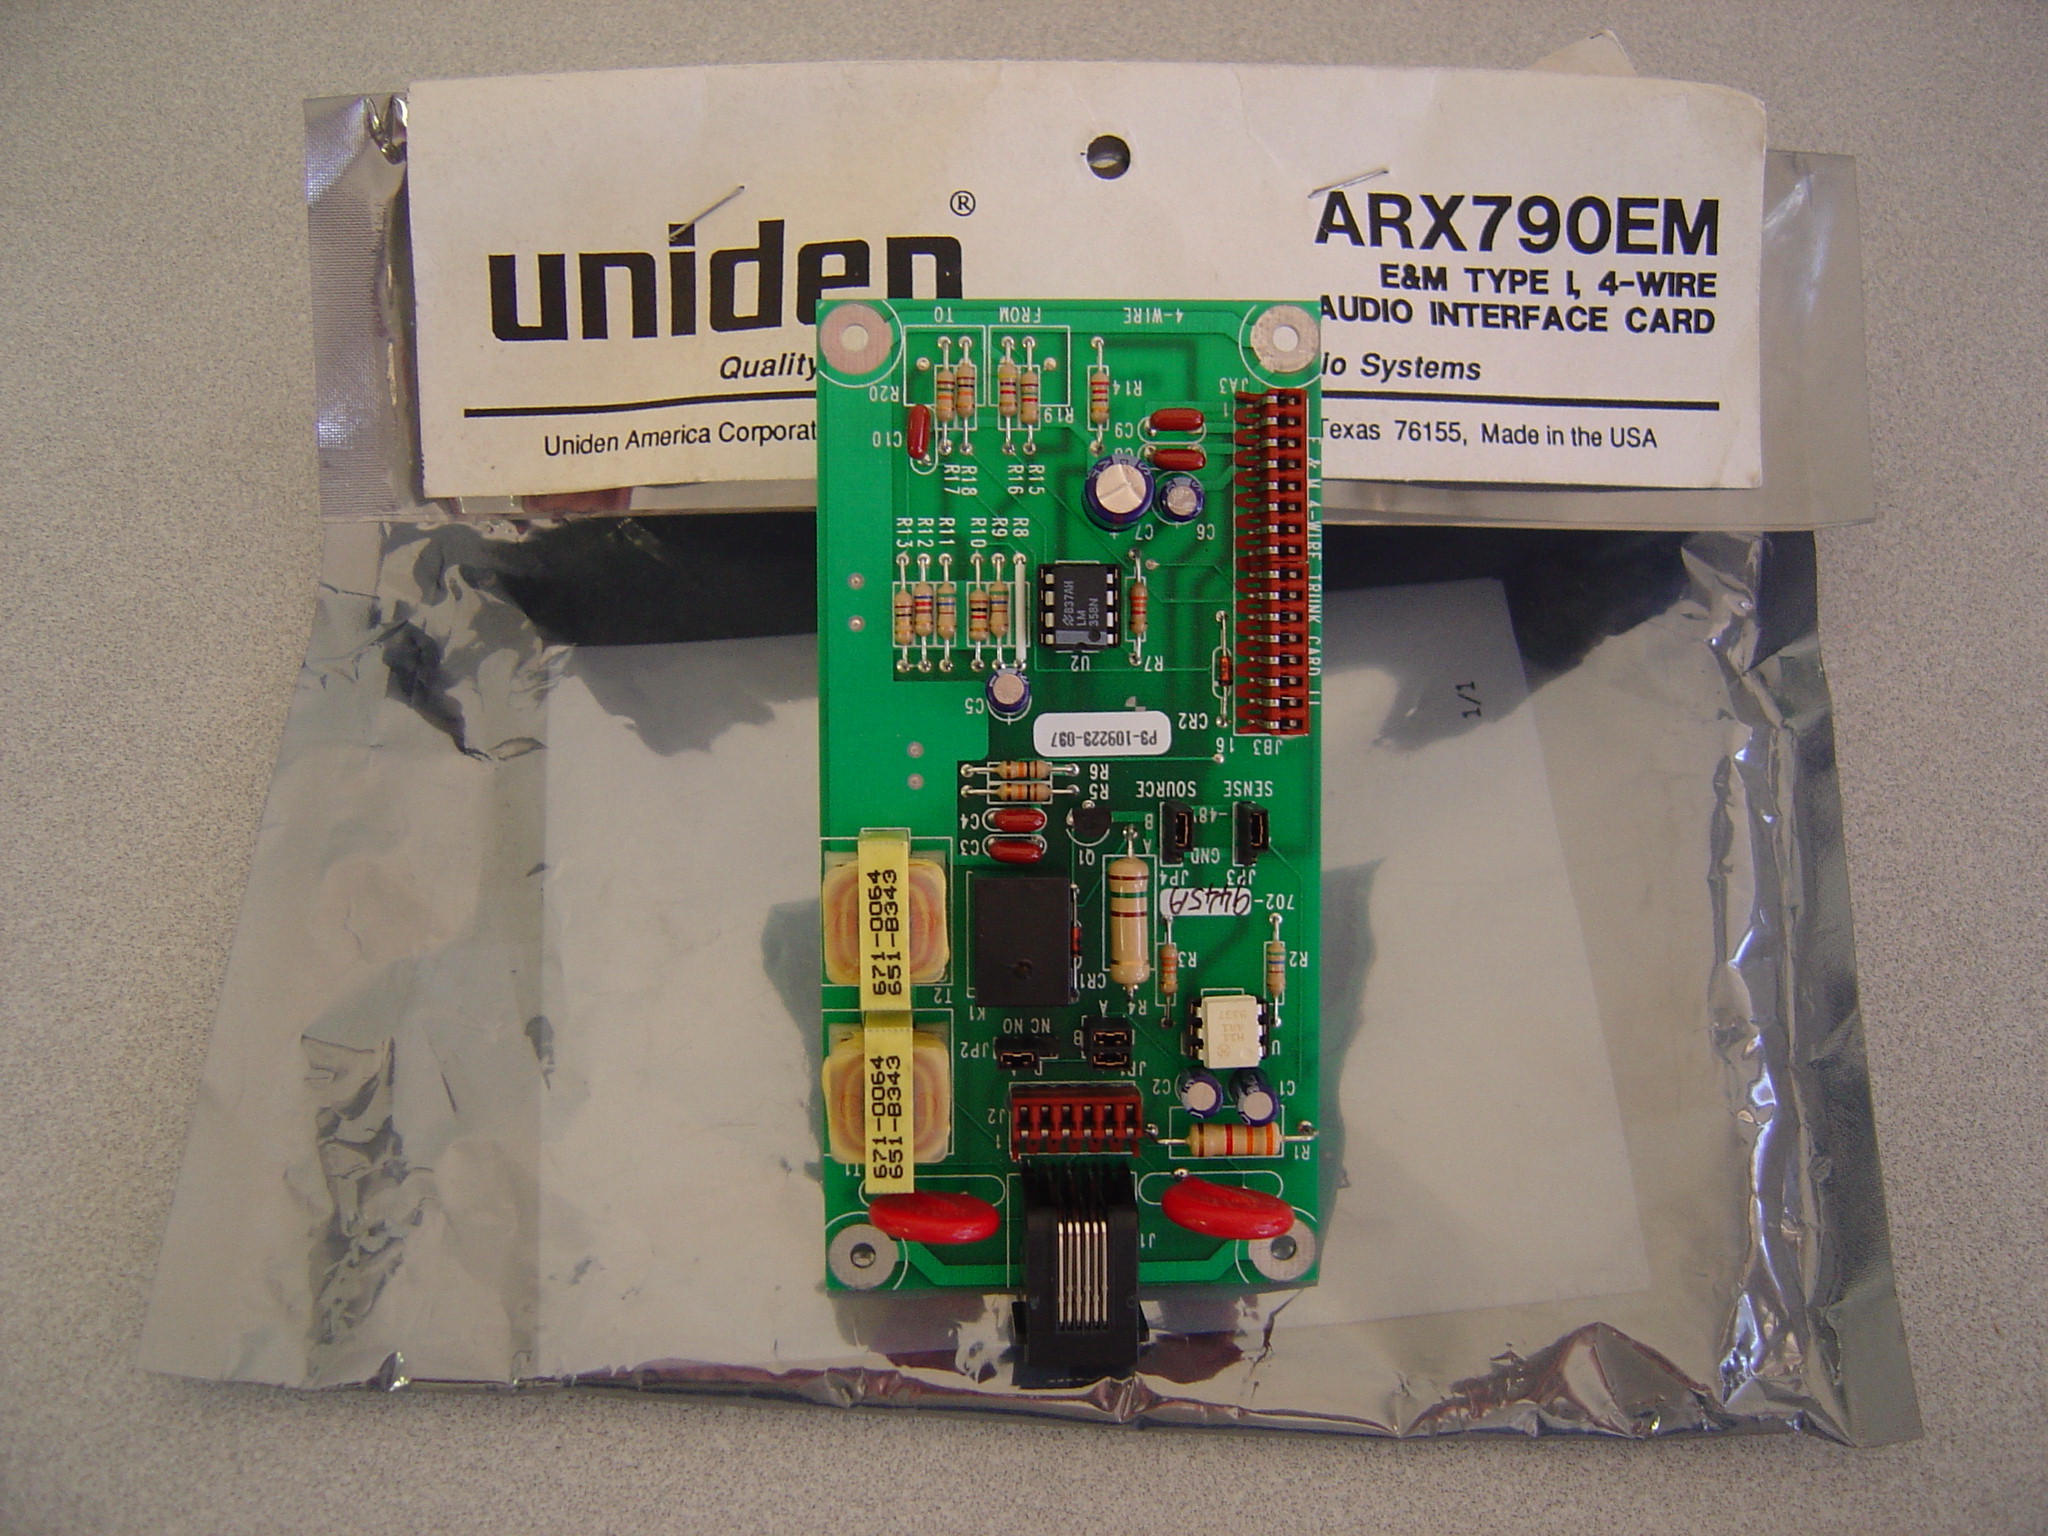 uniden®
ARX790EM
E&M TYPE I, 4-WIRE
AUDIO INTERFACE CARD
Quality
io Systems
Uniden America Corporat
Texas 76155, Made in the USA
TO
FROM
4-WIRE
R20
R19
R14
JA3
1
C10
C9
C8
R17
R18
R16
R15
C7
C6
+
E & M 4-WIRE TRUNK CARD
R13
R12
R11
R10
R9
R8
B37AH
LM
358N
U2
R7
C5
+
CR2
P3-109223-097
16
JB3
1/1
R6
R5
SOURCE
SENSE
C4
C3
Q1
B
-48V
A
GND
JP4
JP3
702-
9445A
671-0064
651-B343
T2
K1
CR1
R4
R3
R2
NC NO
A
B
JP2
JP1
H11
4R1
U
C2
C1
J2
1
R1
671-0064
651-B343
T1
J1